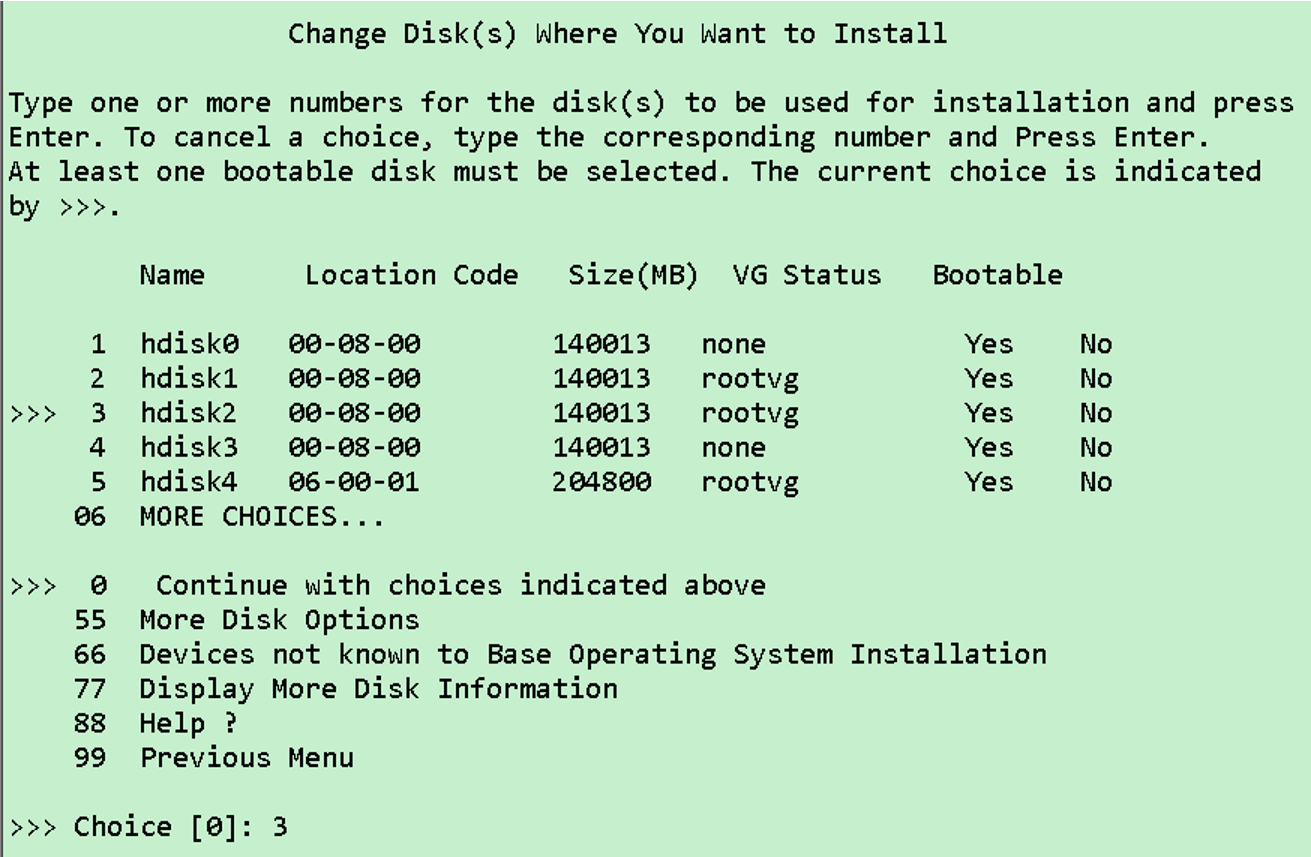 Change Disk(s) Where You Want to Install
Type one or more numbers for the disk(s) to be used for installation and press
Enter. To cancel a choice, type the corresponding number and Press Enter.
At least one bootable disk must be selected. The current choice is indicated
by >>>.
Name Location Code Size(MB) VG Status Bootable
1 hdisk0 00-08-00 140013 none Yes No
2 hdisk1 00-08-00 140013 rootvg Yes No
>>> 3 hdisk2 00-08-00 140013 rootvg Yes No
4 hdisk3 00-08-00 140013 none Yes No
5 hdisk4 06-00-01 204800 rootvg Yes No
06 MORE CHOICES...
>>> 0 Continue with choices indicated above
55 More Disk Options
66 Devices not known to Base Operating System Installation
77 Display More Disk Information
88 Help ?
99 Previous Menu
>>> Choice [0]: 3